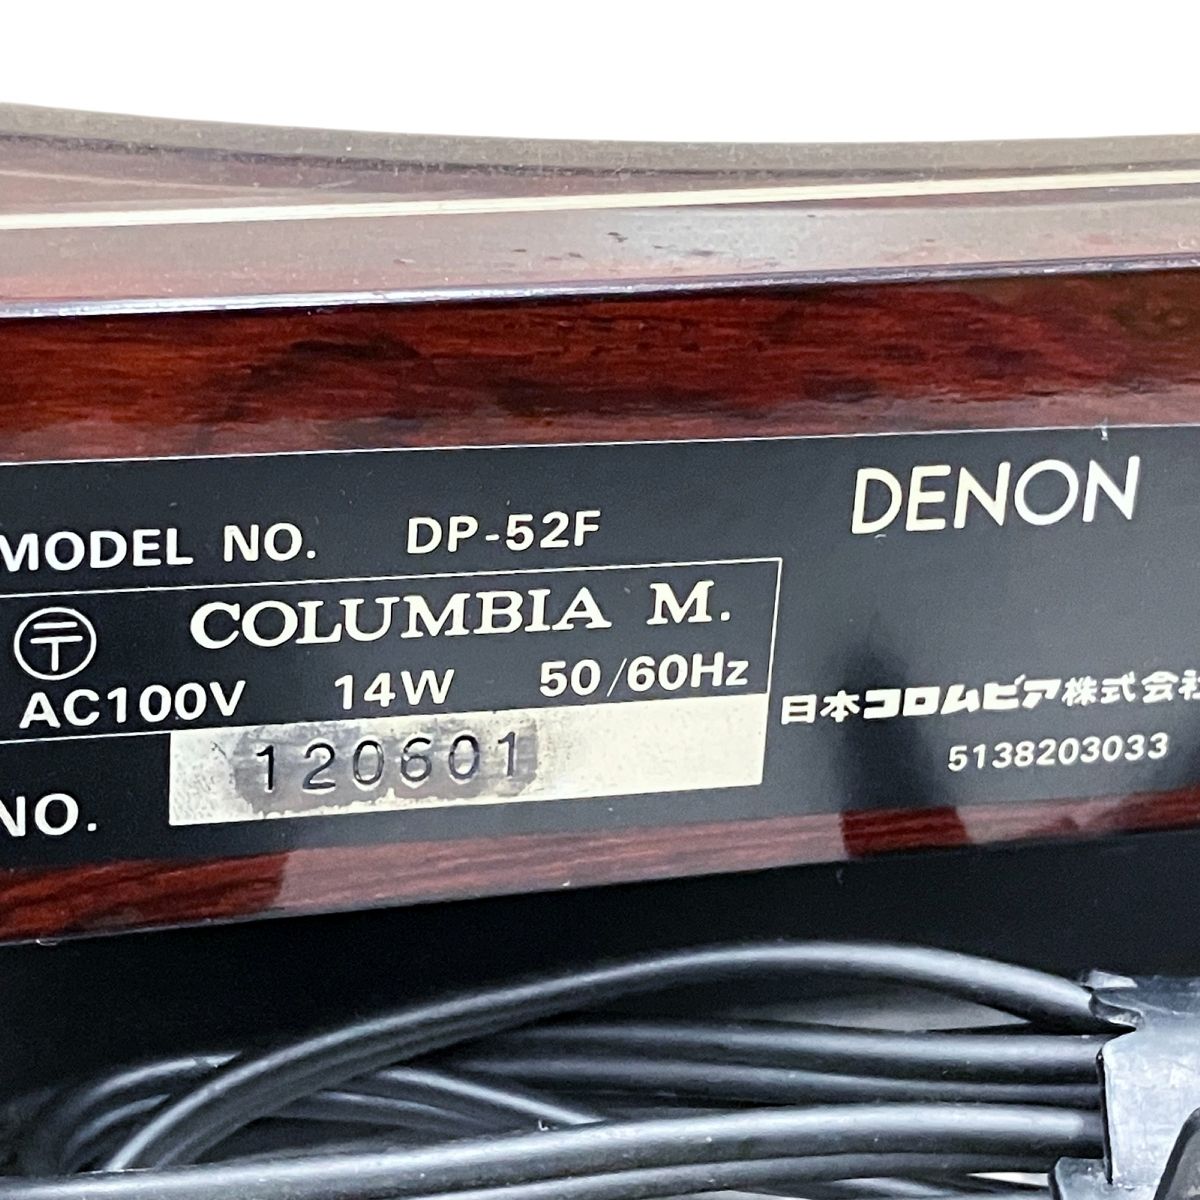 MODEL NO. DP-52F
DENON
〒 COLUMBIA M.
AC100V 14W 50/60Hz
日本コロムビア株式会社
5138203033
NO. 120601